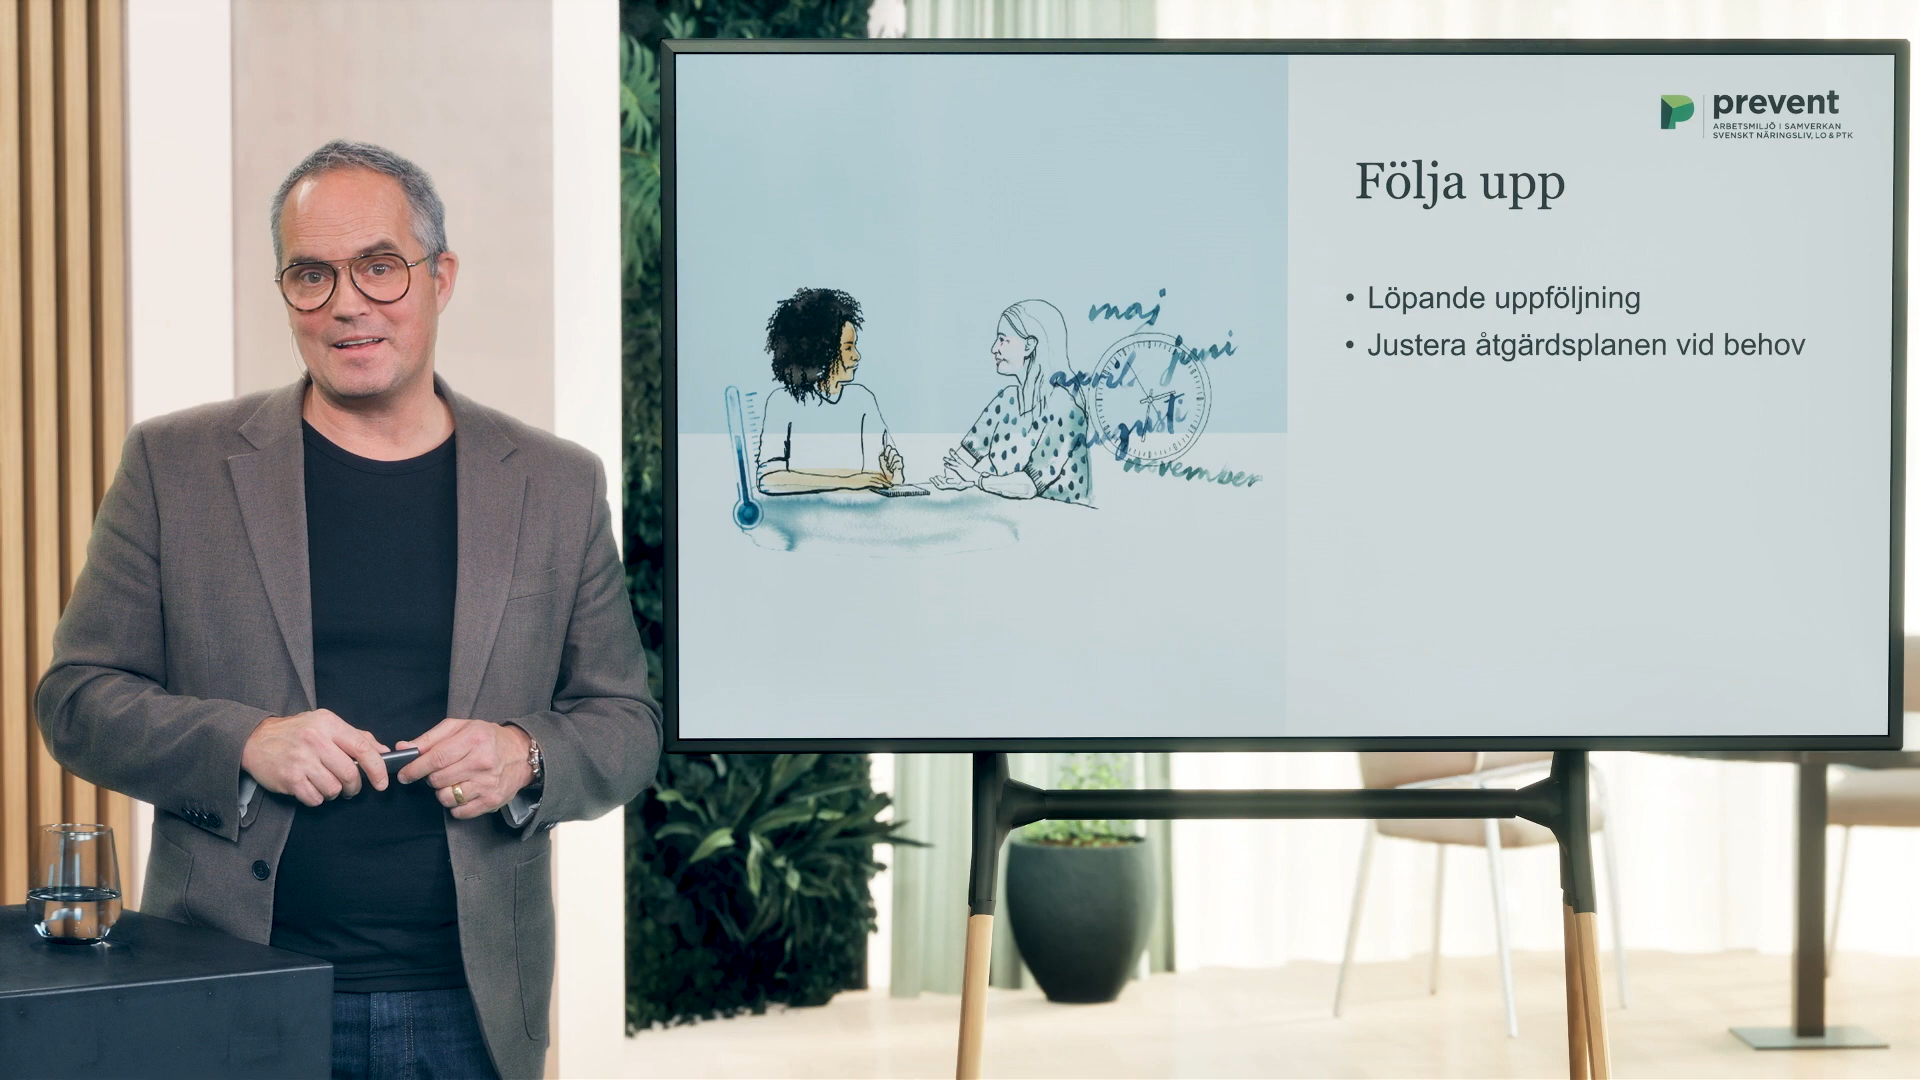 prevent
ARBETSMILJÖ I SAMVERKAN
SVENSKT NÄRINGSLIV, LO & PTK
Följa upp
• Löpande uppföljning
• Justera åtgärdsplanen vid behov
maj
juni
april
augusti
november